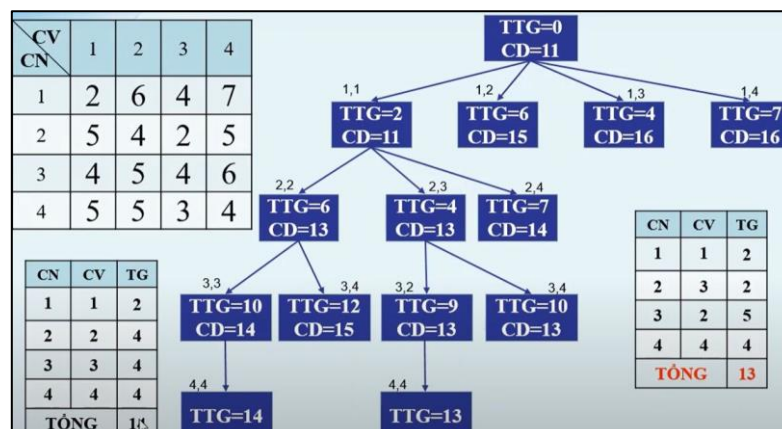 CV
CN
1 2 3 4
1 2 6 4 7
2 5 4 2 5
3 4 5 4 6
4 5 5 3 4
TTG=0
CD=11
1,1
1,2
1,3
1,4
TTG=2
CD=11
TTG=6
CD=15
TTG=4
CD=16
TTG=7
CD=16
2,2
2,3
2,4
TTG=6
CD=13
TTG=4
CD=13
TTG=7
CD=14
3,3
3,4
3,2
3,4
TTG=10
CD=14
TTG=12
CD=15
TTG=9
CD=13
TTG=10
CD=13
4,4
4,4
TTG=14
TTG=13
CN CV TG
1 1 2
2 2 4
3 3 4
4 4 4
TỔNG
CN CV TG
1 1 2
2 3 2
3 2 5
4 4 4
TỔNG 13